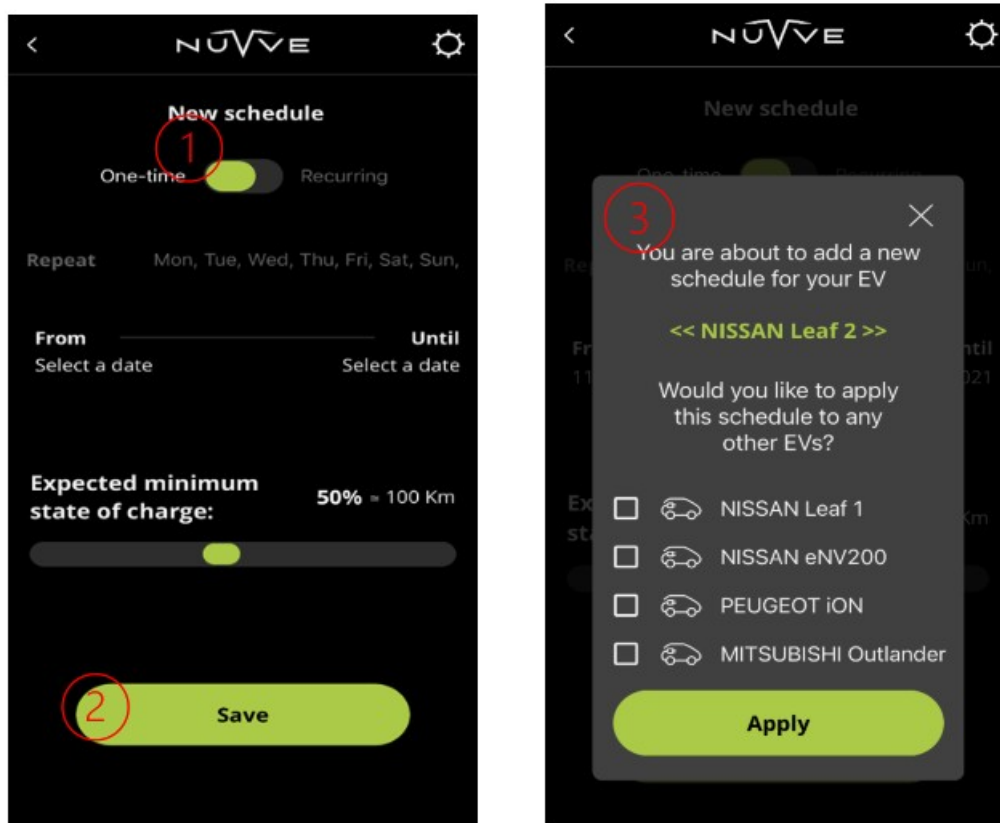 NUVVE
New schedule
1
One-time Recurring
Repeat Mon, Tue, Wed, Thu, Fri, Sat, Sun,
From Until
Select a date Select a date
Expected minimum
state of charge:
50% = 100 Km
2
Save
NUVVE
New schedule
One-time Recurring
3
You are about to add a new
schedule for your EV
<< NISSAN Leaf 2 >>
Would you like to apply
this schedule to any
other EVs?
NISSAN Leaf 1
NISSAN eNV200
PEUGEOT iON
MITSUBISHI Outlander
Apply